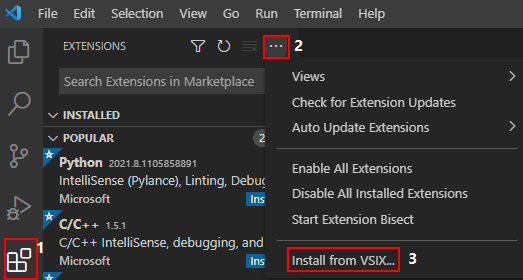 File Edit Selection View Go Run Terminal Help
EXTENSIONS
... 2
Search Extensions in Marketplace
INSTALLED
POPULAR 2
Python 2021.8.1105858891
IntelliSense (Pylance), Linting, Debug
Microsoft Ins
C/C++ 1.5.1
C/C++ IntelliSense, debugging, and
Microsoft Ins
1
Views
Check for Extension Updates
Auto Update Extensions
Enable All Extensions
Disable All Installed Extensions
Start Extension Bisect
Install from VSIX... 3